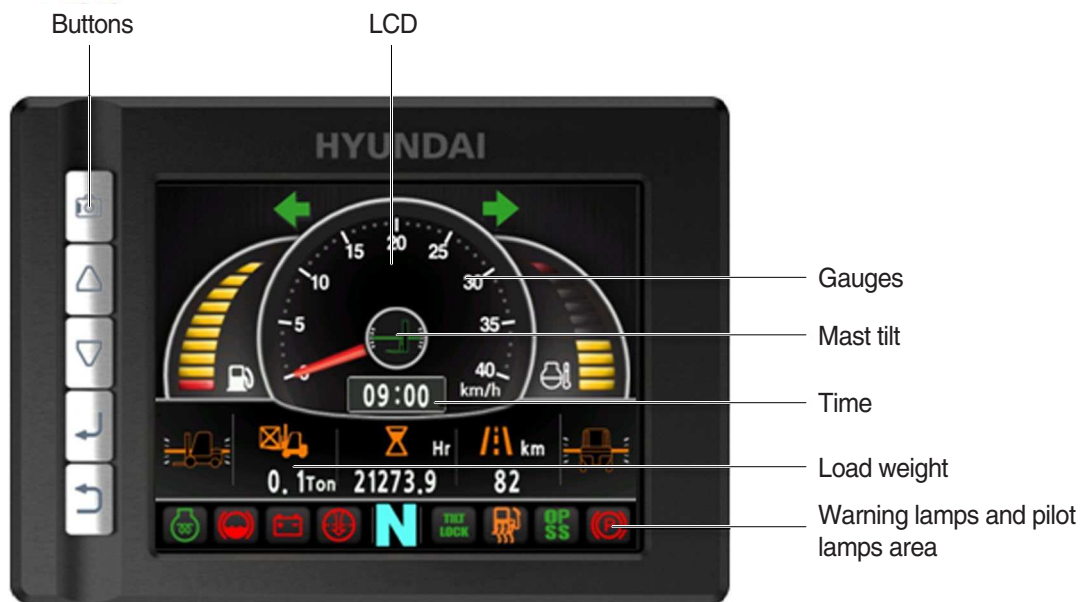 Buttons
LCD
HYUNDAI
0
5
10
15
20
25
30
35
40
km/h
09:00
Gauges
Mast tilt
Time
Load weight
Warning lamps and pilot
lamps area
Hr
km
0.1Ton
21273.9
82
N
TILT
LOCK
OP
SS
P